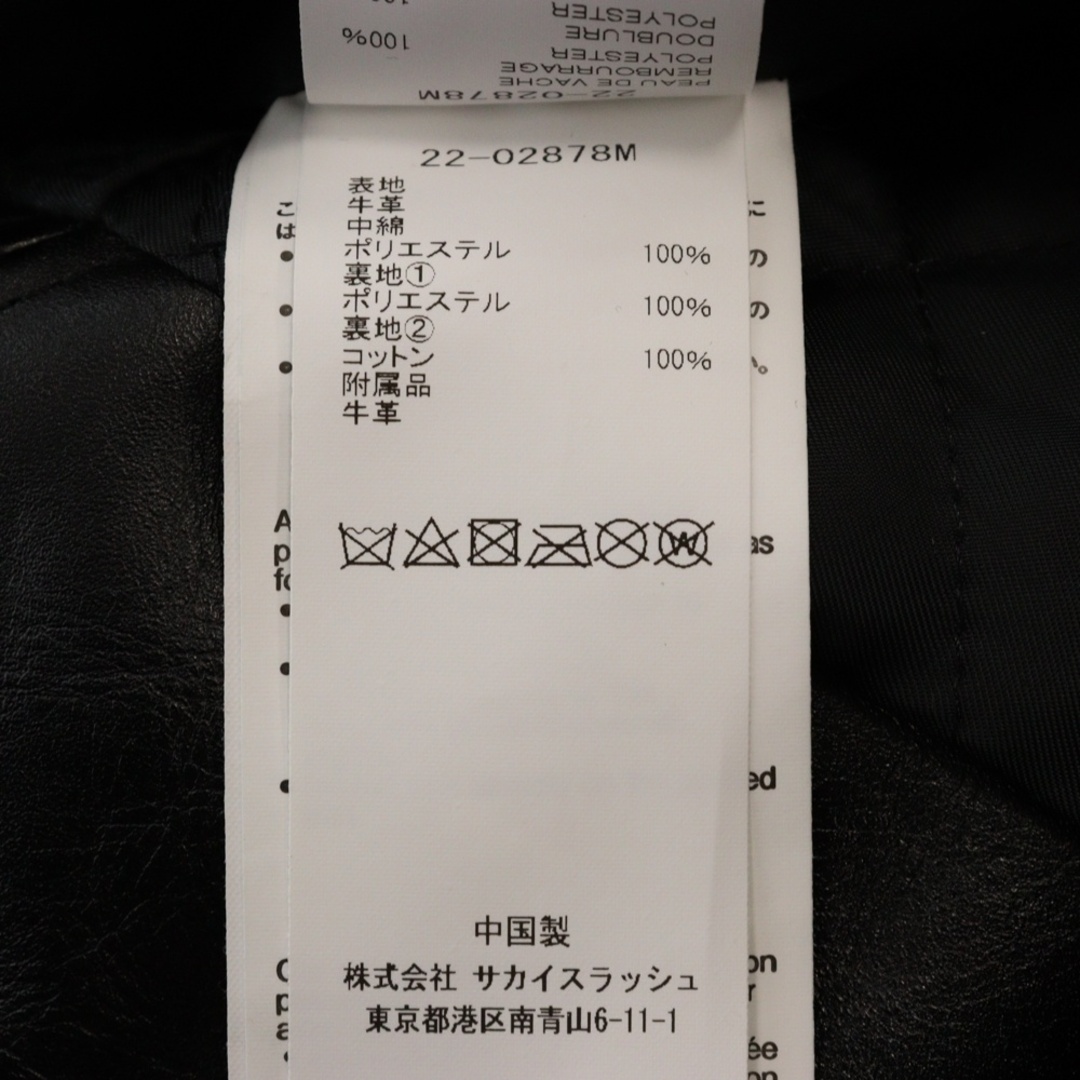 POLYESTER
100%
DOUBLURE
POLYESTER
REMBOURRAGE
PEAU DE VACHE
22-02878M
22-02878M
表地
牛革
中綿
ポリエステル 100%
裏地①
ポリエステル 100%
裏地②
コットン 100%
附属品
牛革
W
中国製
株式会社 サカイスラッシュ
東京都港区南青山6-11-1